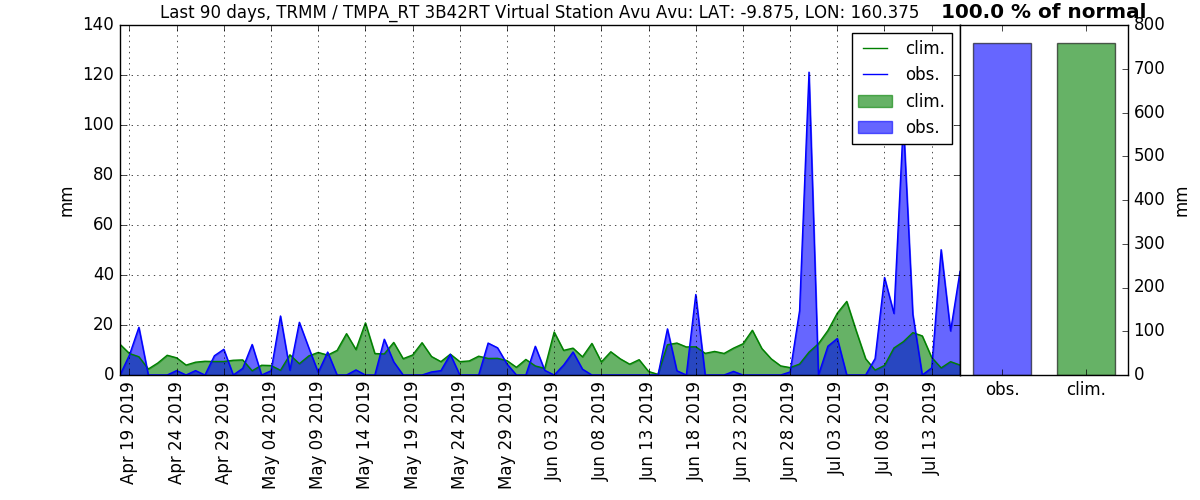 Last 90 days, TRMM / TMPA_RT 3B42RT Virtual Station Avu Avu: LAT: -9.875, LON: 160.375
100.0 % of normal
140
120
100
80
60
40
20
0
mm
clim.
obs.
clim.
obs.
800
700
600
500
400
300
200
100
0
mm
obs.
clim.
Apr 19 2019
Apr 24 2019
Apr 29 2019
May 04 2019
May 09 2019
May 14 2019
May 19 2019
May 24 2019
May 29 2019
Jun 03 2019
Jun 08 2019
Jun 13 2019
Jun 18 2019
Jun 23 2019
Jun 28 2019
Jul 03 2019
Jul 08 2019
Jul 13 2019